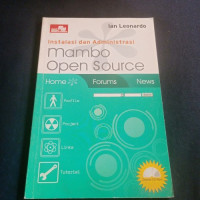 Ian Leonardo
Instalasi dan Administrasi
mambo
Open Source
Home
Forums
News
Profile
Project
Links
Tutorial